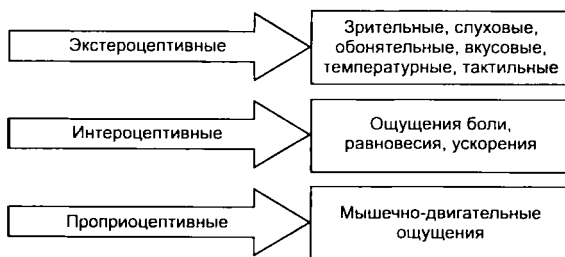 Экстероцептивные
Зрительные, слуховые,
обонятельные, вкусовые,
температурные, тактильные
Интероцептивные
Ощущения боли,
равновесия, ускорения
Проприоцептивные
Мышечно-двигательные
ощущения